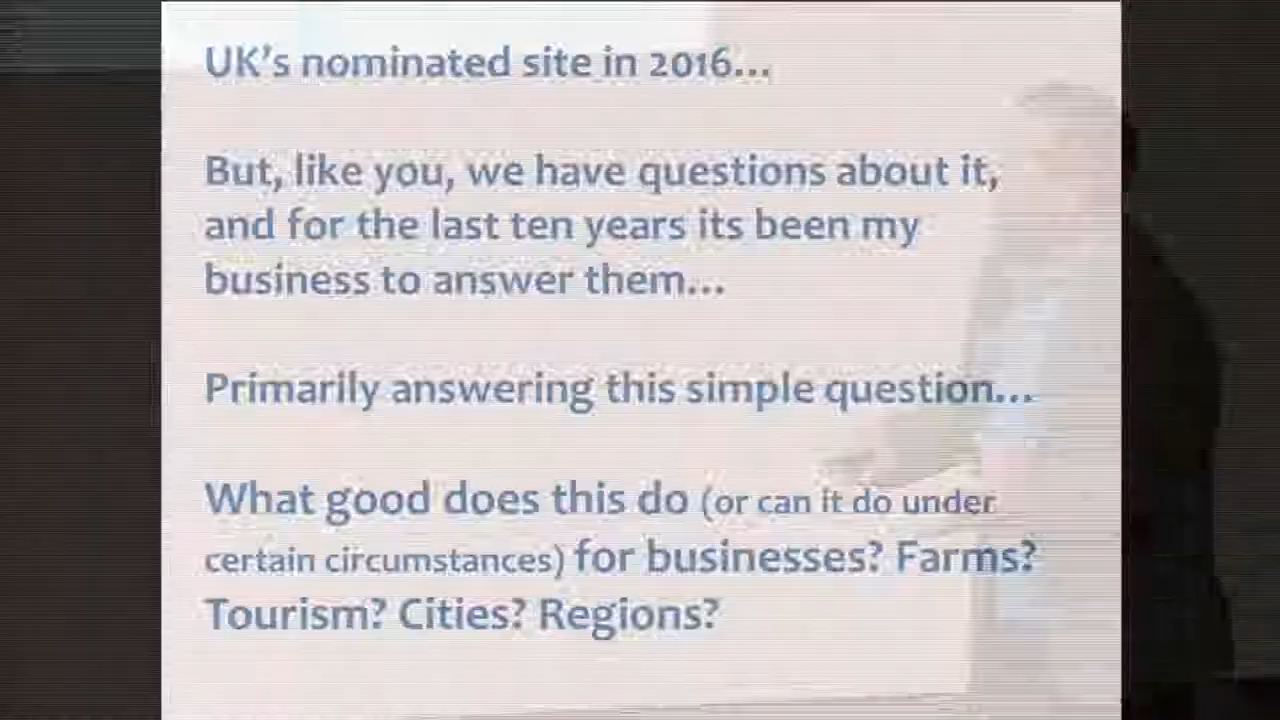 UK's nominated site in 2016...
But, like you, we have questions about it,
and for the last ten years its been my
business to answer them...
Primarily answering this simple question...
What good does this do (or can it do under
certain circumstances) for businesses? Farms?
Tourism? Cities? Regions?